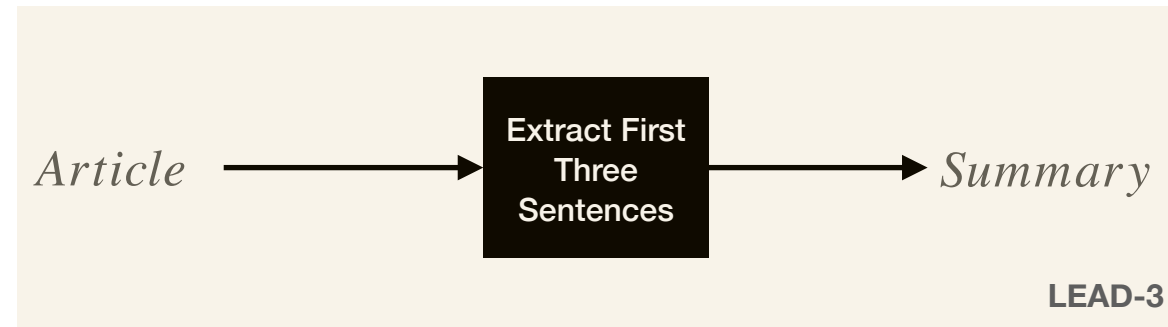 Article
Extract First
Three
Sentences
Summary
LEAD-3